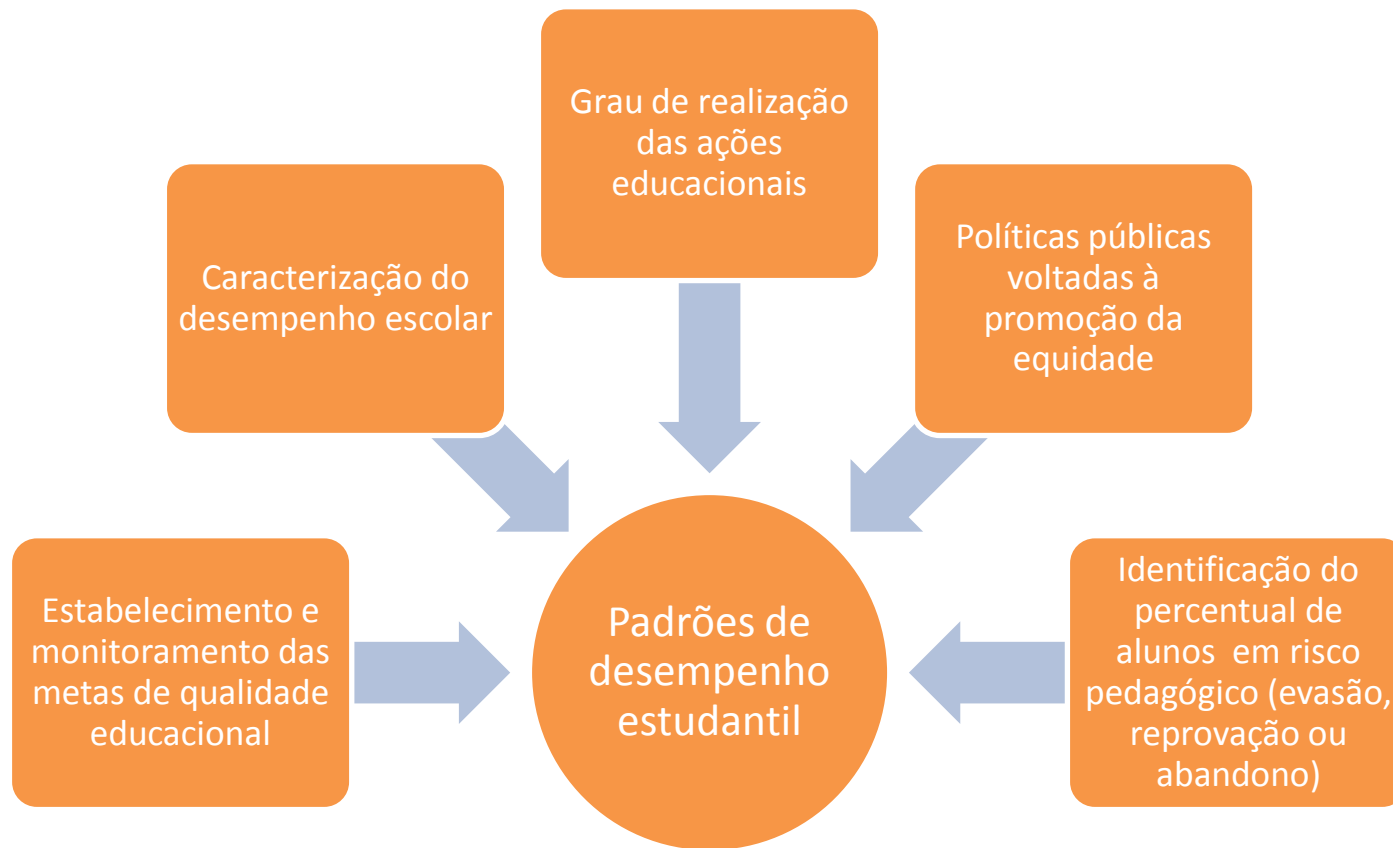 Grau de realização
das ações
educacionais
Caracterização do
desempenho escolar
Políticas públicas
voltadas à
promoção da
equidade
Estabelecimento e
monitoramento das
metas de qualidade
educacional
Padrões de
desempenho
estudantil
Identificação do
percentual de
alunos  em risco
pedagógico (evasão,
reprovação ou
abandono)